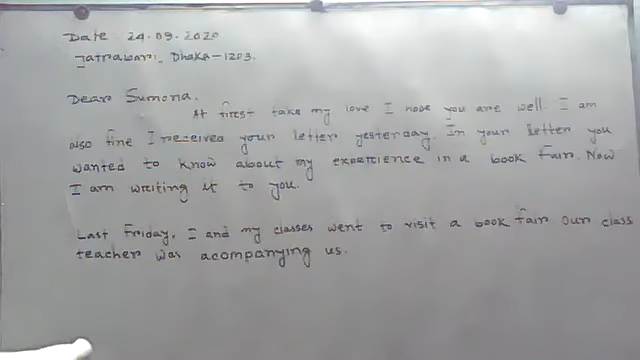 Date: 24.09.2020
Jatrabari, Dhaka-1203.
Dear Sumona,
At first take my love I hope you are well. I am
also fine I received your letter yesterday. In your letter you
wanted to know about my experience in a book fair. Now
I am writing it to you.
Last Friday, I and my classes went to visit a book fair our class
teacher was acompanying us.